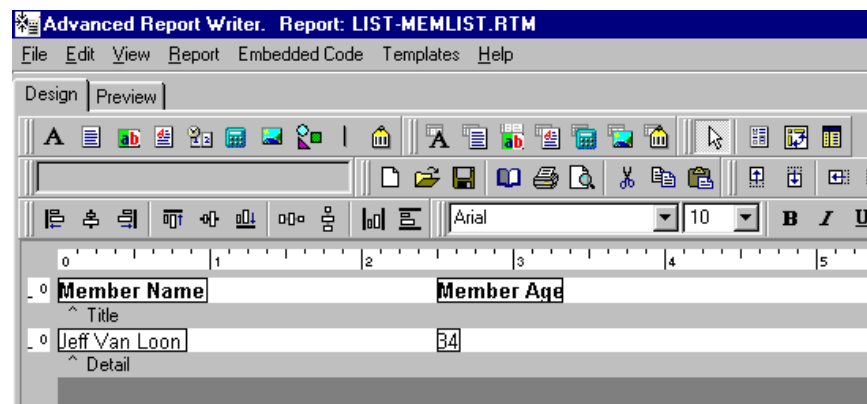 Advanced Report Writer. Report: LIST-MEMLIST.RTM
File Edit View Report Embedded Code Templates Help
Design Preview
Arial 10 B I U
0 1 2 3 4 5
0 Member Name Member Age
^ Title
0 Jeff Van Loon 34
^ Detail